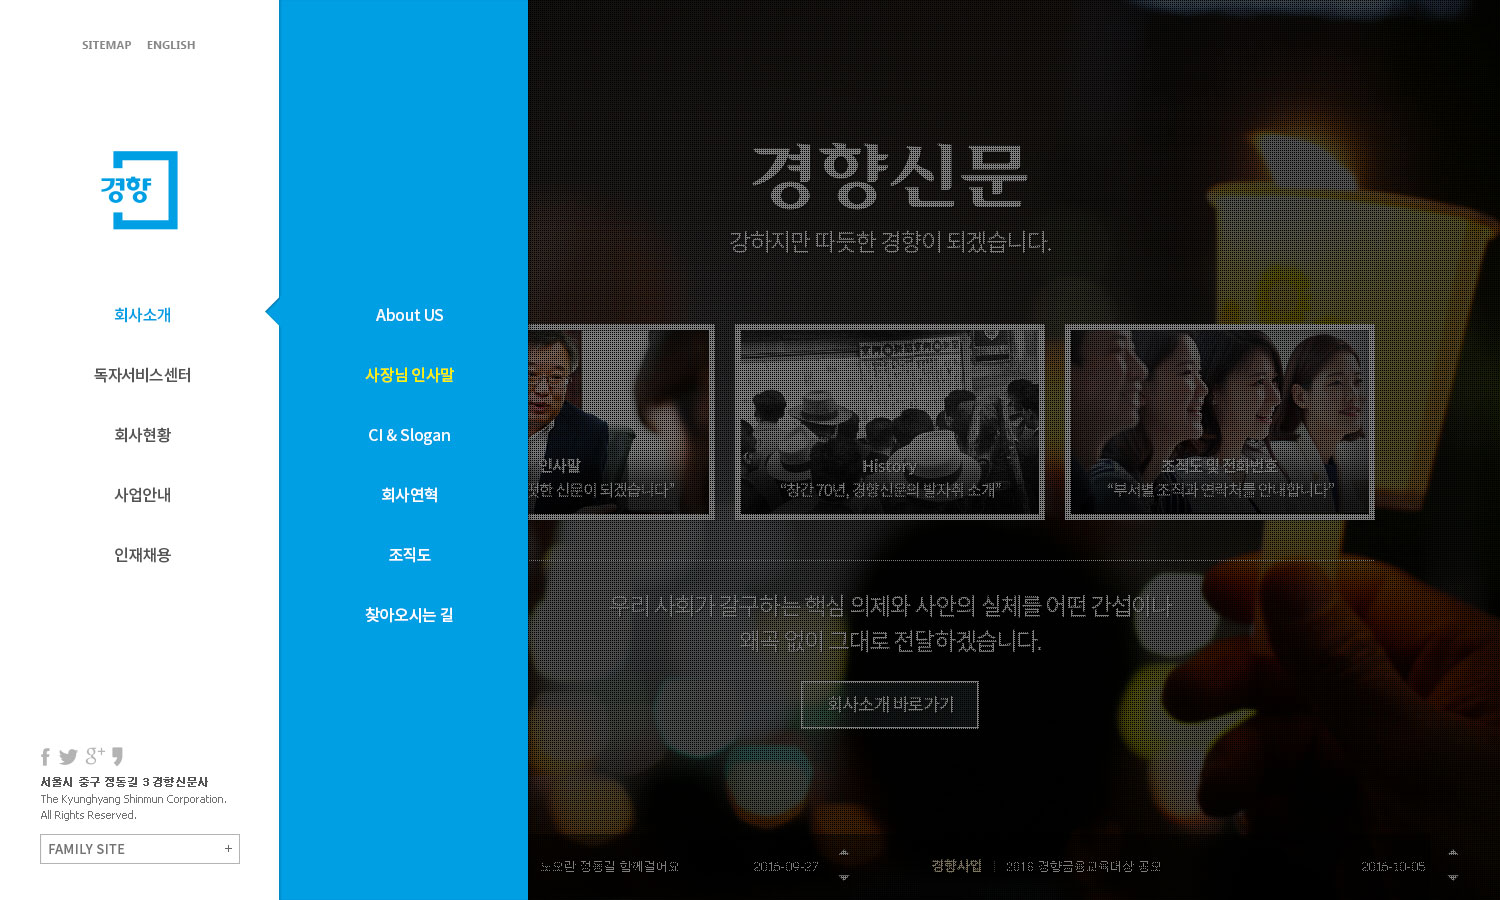 SITEMAP ENGLISH
경향
회사소개
독자서비스센터
회사현황
사업안내
인재채용
서울시 중구 정동길 3 경향신문사
The Kyunghyang Shinmun Corporation.
All Rights Reserved.
FAMILY SITE +
About US
사장님 인사말
CI & Slogan
회사연혁
조직도
찾아오시는 길
경향신문
강하지만 따듯한 경향이 되겠습니다.
인사말
신문이 되겠습니다”
History
“창간 70년, 경향신문의 발자취 소개”
조직도 및 전화번호
“부서별 조직과 연락처를 안내합니다”
우리 사회가 갈구하는 핵심 의제와 사안의 실체를 어떤 간섭이나
왜곡 없이 그대로 전달하겠습니다.
회사소개 바로가기
노오란 정동길 함께걸어요 2016-09-27
경향사업 | 2016 경향금융교육대상 공모 2016-10-05